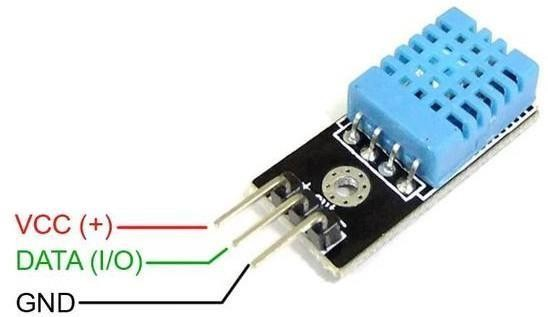 VCC (+)
DATA (I/O)
GND
+